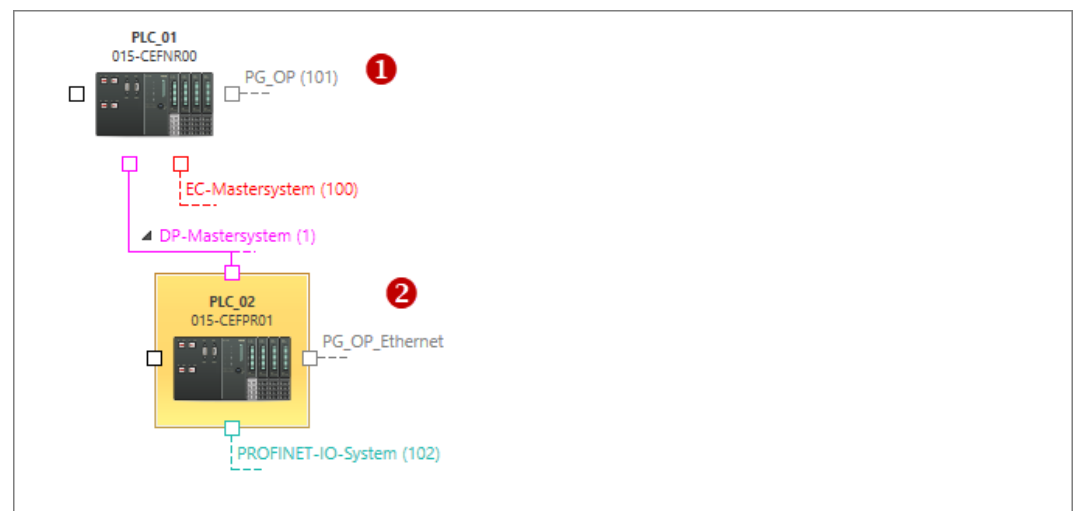 PLC_01
015-CEFNR00
PG_OP (101)
1
EC-Mastersystem (100)
DP-Mastersystem (1)
2
PLC_02
015-CEFPR01
PG_OP_Ethernet
PROFINET-IO-System (102)